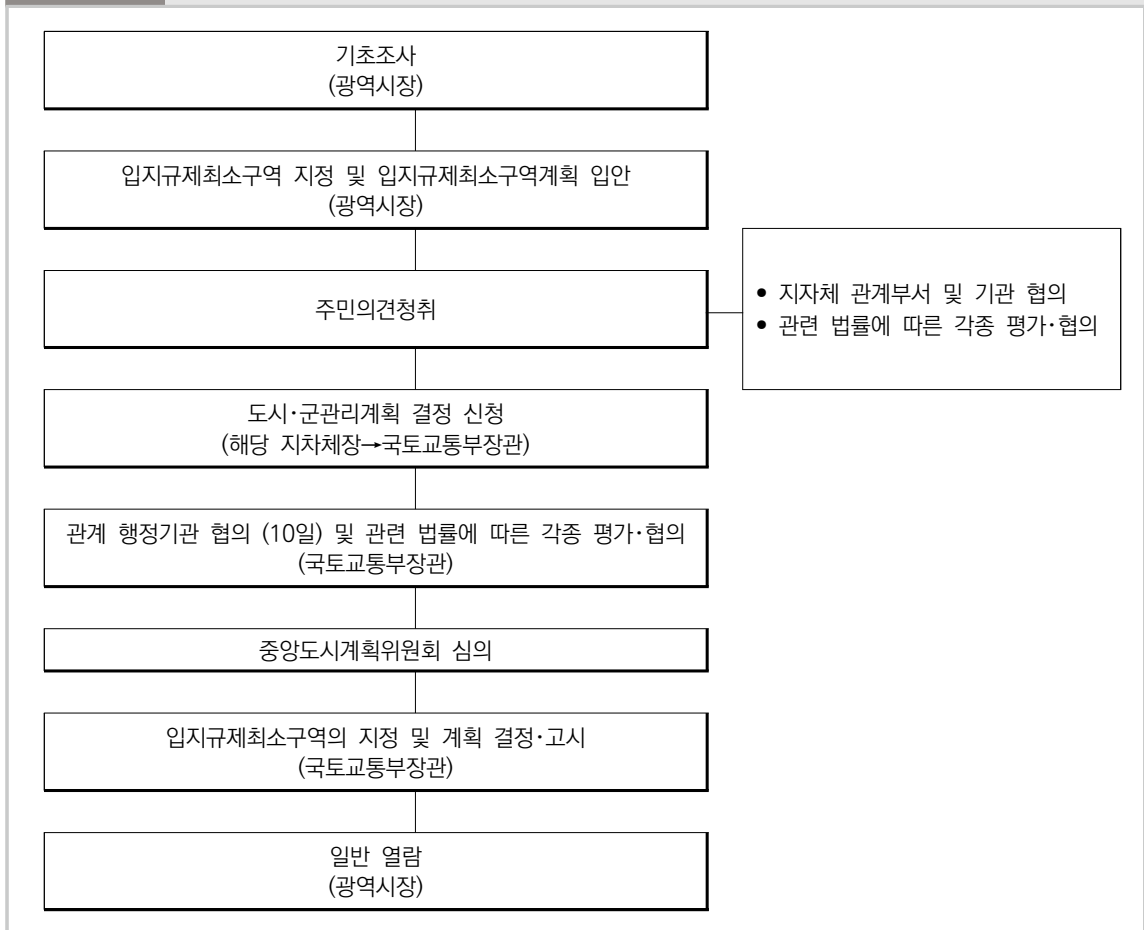 기초조사
(광역시장)
입지규제최소구역 지정 및 입지규제최소구역계획 입안
(광역시장)
주민의견청취
• 지자체 관계부서 및 기관 협의
• 관련 법률에 따른 각종 평가·협의
도시·군관리계획 결정 신청
(해당 지차체장→국토교통부장관)
관계 행정기관 협의 (10일) 및 관련 법률에 따른 각종 평가·협의
(국토교통부장관)
중앙도시계획위원회 심의
입지규제최소구역의 지정 및 계획 결정·고시
(국토교통부장관)
일반 열람
(광역시장)